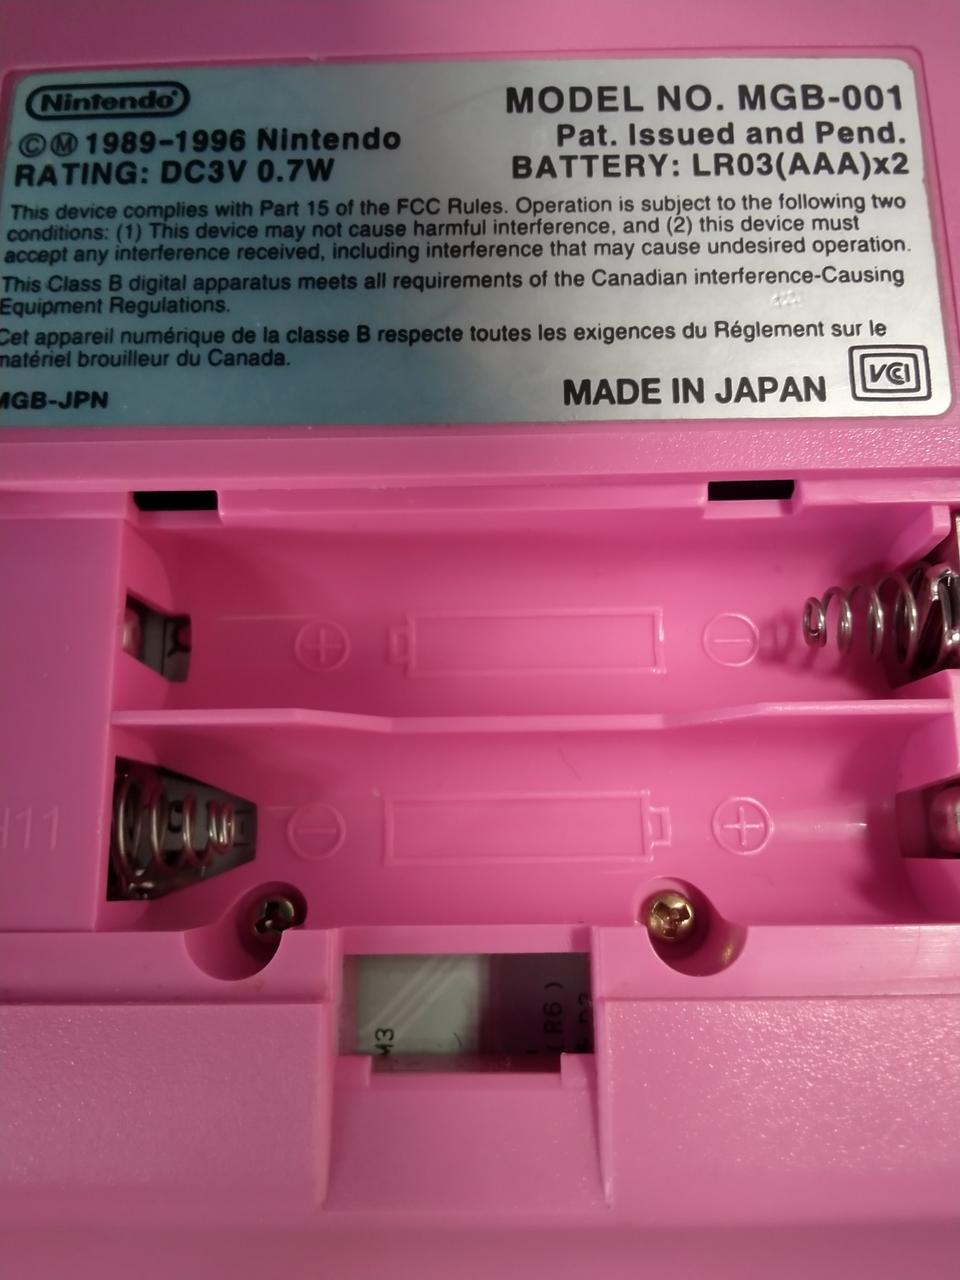 Nintendo®
MODEL NO. MGB-001
©Ⓜ 1989-1996 Nintendo
Pat. Issued and Pend.
RATING: DC3V 0.7W
BATTERY: LR03(AAA)x2
This device complies with Part 15 of the FCC Rules. Operation is subject to the following two
conditions: (1) This device may not cause harmful interference, and (2) this device must
accept any interference received, including interference that may cause undesired operation.
This Class B digital apparatus meets all requirements of the Canadian interference-Causing
Equipment Regulations.
Cet appareil numérique de la classe B respecte toutes les exigences du Réglement sur le
matériel brouilleur du Canada.
MGB-JPN
MADE IN JAPAN
VCI
+
−
H11
−
+
M3
R6 )